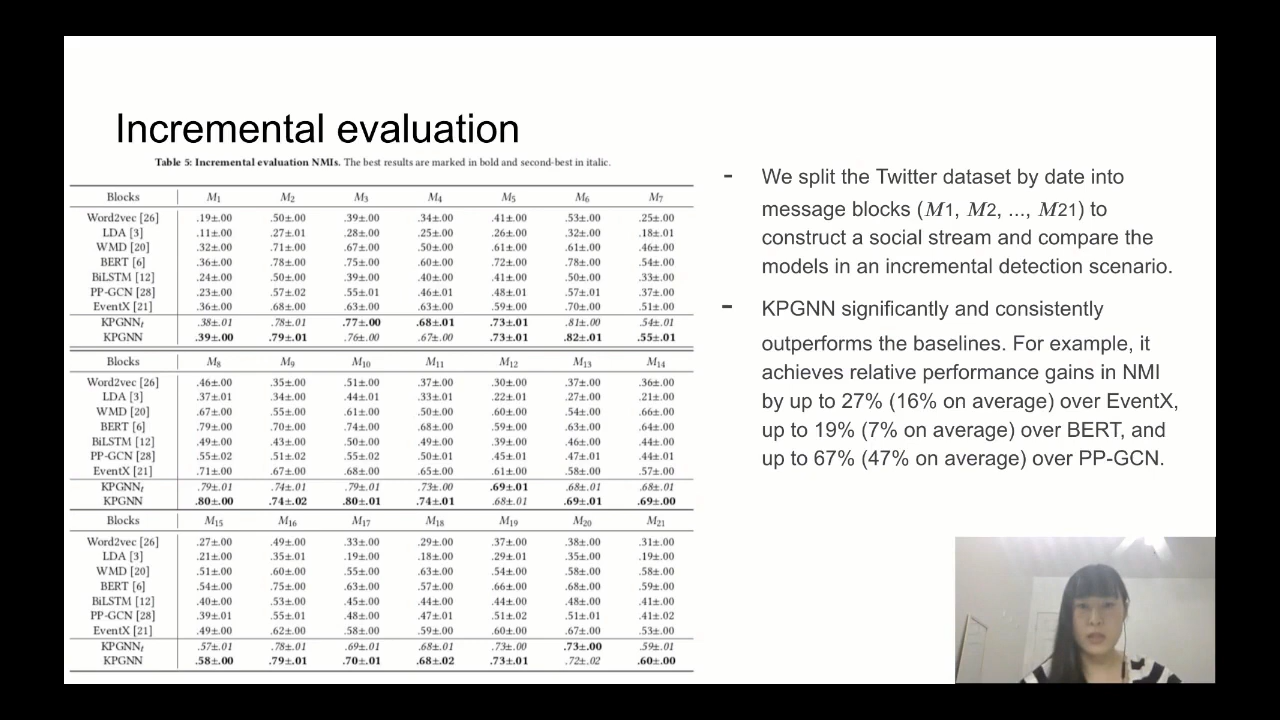 Incremental evaluation
Table 5: Incremental evaluation NMIs. The best results are marked in bold and second-best in italic.
Blocks M1 M2 M3 M4 M5 M6 M7
Word2vec [26] .19±.00 .50±.00 .39±.00 .34±.00 .41±.00 .53±.00 .25±.00
LDA [3] .11±.00 .27±.01 .28±.00 .25±.00 .26±.00 .32±.00 .18±.01
WMD [20] .32±.00 .71±.00 .67±.00 .50±.00 .61±.00 .61±.00 .46±.00
BERT [6] .36±.00 .78±.00 .75±.00 .60±.00 .72±.00 .78±.00 .54±.00
BiLSTM [12] .24±.00 .50±.00 .39±.00 .40±.00 .41±.00 .50±.00 .33±.00
PP-GCN [28] .23±.00 .57±.02 .55±.01 .46±.01 .48±.01 .57±.01 .37±.00
EventX [21] .36±.00 .68±.00 .63±.00 .63±.00 .59±.00 .70±.00 .51±.00
KPGNNt .38±.01 .78±.01 .77±.00 .68±.01 .73±.01 .81±.00 .54±.01
KPGNN .39±.00 .79±.01 .76±.00 .67±.00 .73±.01 .82±.01 .55±.01
Blocks M8 M9 M10 M11 M12 M13 M14
Word2vec [26] .46±.00 .35±.00 .51±.00 .37±.00 .30±.00 .37±.00 .36±.00
LDA [3] .37±.01 .34±.00 .44±.01 .33±.01 .22±.01 .27±.00 .21±.00
WMD [20] .67±.00 .55±.00 .61±.00 .50±.00 .60±.00 .54±.00 .66±.00
BERT [6] .79±.00 .70±.00 .74±.00 .68±.00 .59±.00 .63±.00 .64±.00
BiLSTM [12] .49±.00 .43±.00 .50±.00 .49±.00 .39±.00 .46±.00 .44±.00
PP-GCN [28] .55±.02 .51±.02 .55±.02 .50±.01 .45±.01 .47±.01 .44±.01
EventX [21] .71±.00 .67±.00 .68±.00 .65±.00 .61±.00 .58±.00 .57±.00
KPGNNt .79±.01 .74±.01 .79±.01 .73±.00 .69±.01 .68±.01 .68±.01
KPGNN .80±.00 .74±.02 .80±.01 .74±.01 .68±.01 .69±.01 .69±.00
Blocks M15 M16 M17 M18 M19 M20 M21
Word2vec [26] .27±.00 .49±.00 .33±.00 .29±.00 .37±.00 .38±.00 .31±.00
LDA [3] .21±.00 .35±.01 .19±.00 .18±.00 .29±.01 .35±.00 .19±.00
WMD [20] .51±.00 .60±.00 .55±.00 .63±.00 .54±.00 .58±.00 .58±.00
BERT [6] .54±.00 .75±.00 .63±.00 .57±.00 .66±.00 .68±.00 .59±.00
BiLSTM [12] .40±.00 .53±.00 .45±.00 .44±.00 .44±.00 .48±.00 .41±.00
PP-GCN [28] .39±.01 .55±.01 .48±.00 .47±.01 .51±.02 .51±.01 .41±.02
EventX [21] .49±.00 .62±.00 .58±.00 .59±.00 .60±.00 .67±.00 .53±.00
KPGNNt .57±.01 .78±.01 .69±.01 .68±.01 .73±.00 .73±.00 .59±.01
KPGNN .58±.00 .79±.01 .70±.01 .68±.02 .73±.01 .72±.02 .60±.00
- We split the Twitter dataset by date into
message blocks (M1, M2, ..., M21) to
construct a social stream and compare the
models in an incremental detection scenario.
- KPGNN significantly and consistently
outperforms the baselines. For example, it
achieves relative performance gains in NMI
by up to 27% (16% on average) over EventX,
up to 19% (7% on average) over BERT, and
up to 67% (47% on average) over PP-GCN.